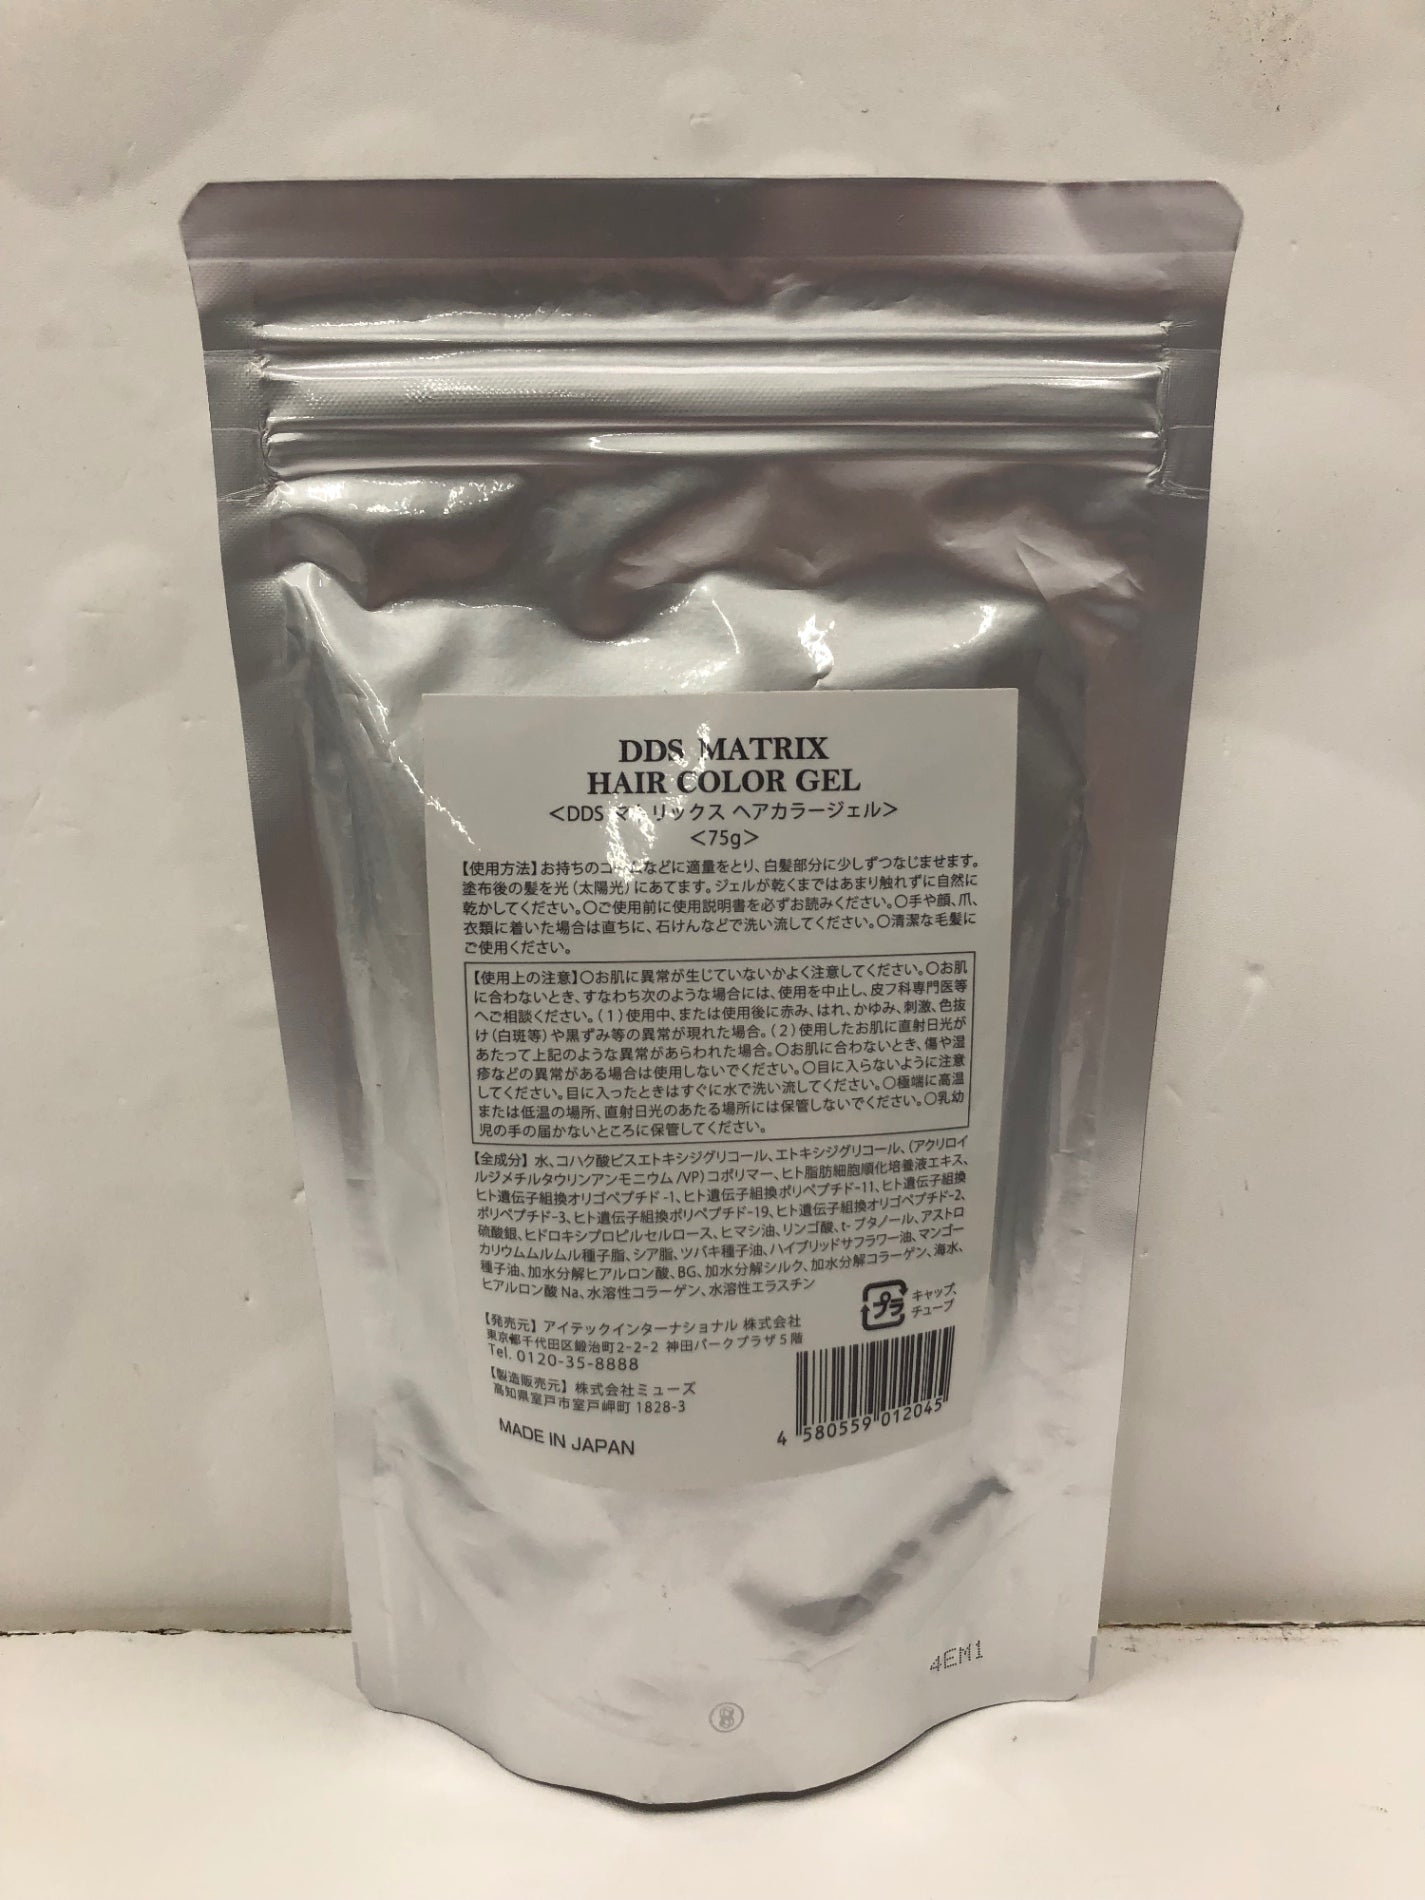 DDS MATRIX
HAIR COLOR GEL
<DDS マトリックス ヘアカラージェル>
<75g>
【使用方法】お持ちのコームなどに適量をとり、白髪部分に少しずつなじませます。
塗布後の髪を光(太陽光)にあてます。ジェルが乾くまではあまり触れずに自然に
乾かしてください。〇ご使用前に使用説明書を必ずお読みください。〇手や顔、爪、
衣類に着いた場合は直ちに、石けんなどで洗い流してください。〇清潔な毛髪に
ご使用ください。
【使用上の注意】〇お肌に異常が生じていないかよく注意してください。〇お肌
に合わないとき、すなわち次のような場合には、使用を中止し、皮フ科専門医等
へご相談ください。(1)使用中、または使用後に赤み、はれ、かゆみ、刺激、色抜
け(白斑等)や黒ずみ等の異常が現れた場合。(2)使用したお肌に直射日光が
あたって上記のような異常があらわれた場合。〇お肌に合わないとき、傷や湿
疹などの異常がある場合は使用しないでください。〇目に入らないように注意
してください。目に入ったときはすぐに水で洗い流してください。〇極端に高温
または低温の場所、直射日光のあたる場所には保管しないでください。〇乳幼
児の手の届かないところに保管してください。
【全成分】水、コハク酸ビスエトキシジグリコール、エトキシジグリコール、(アクリロイ
ルジメチルタウリンアンモニウム/VP)コポリマー、ヒト脂肪細胞順化培養液エキス、
ヒト遺伝子組換オリゴペプチド-1、ヒト遺伝子組換ポリペプチド-11、ヒト遺伝子組換
ポリペプチド-3、ヒト遺伝子組換ポリペプチド-19、ヒト遺伝子組換オリゴペプチド-2、
硫酸銀、ヒドロキシプロピルセルロース、ヒマシ油、リンゴ酸、t-ブタノール、アストロ
カリウムムルムル種子脂、シア脂、ツバキ種子油、ハイブリッドサフラワー油、マンゴー
種子油、加水分解ヒアルロン酸、BG、加水分解シルク、加水分解コラーゲン、海水、
ヒアルロン酸Na、水溶性コラーゲン、水溶性エラスチン
プラ
キャップ、
チューブ
【発売元】アイテックインターナショナル 株式会社
東京都千代田区鍛治町2-2-2 神田パークプラザ5階
Tel. 0120-35-8888
【製造販売元】株式会社ミューズ
高知県室戸市室戸岬町1828-3
MADE IN JAPAN
4 580559 012045
4EM1
8